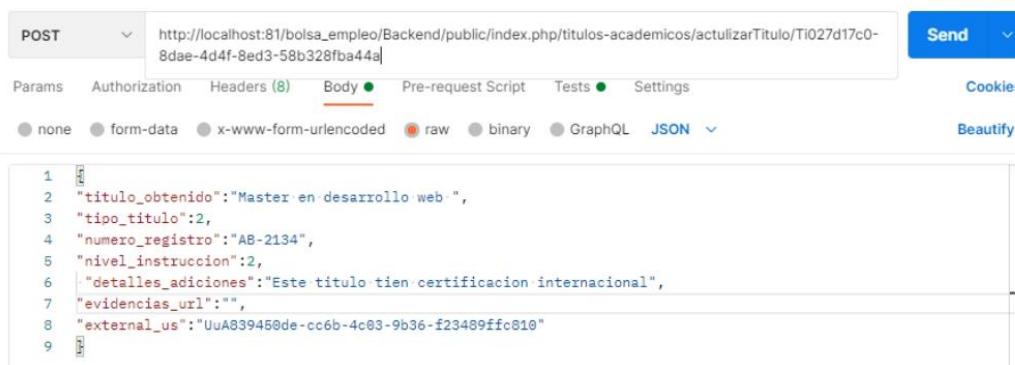 POST
http://localhost:81/bolsa_empleo/Backend/public/index.php/titulos-academicos/actulizarTitulo/Ti027d17c0-
8dae-4d4f-8ed3-58b328fba44a
Send
Params Authorization Headers (8) Body Pre-request Script Tests Settings Cookies
none form-data x-www-form-urlencoded raw binary GraphQL JSON Beautify
1 {
2 "titulo_obtenido":"Master en desarrollo web ",
3 "tipo_titulo":2,
4 "numero_registro":"AB-2134",
5 "nivel_instruccion":2,
6 "detalles_adiciones":"Este titulo tien certificacion internacional",
7 "evidencias_url":"",
8 "external_us":"UuA839450de-cc6b-4c03-9b36-f23489ffc810"
9 }